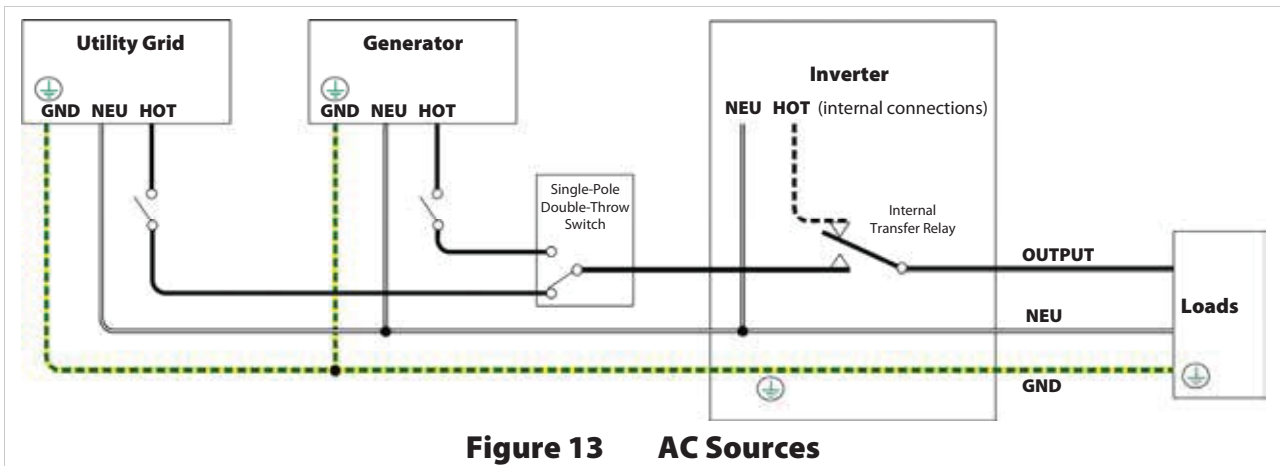 Utility Grid
GND NEU HOT
Generator
GND NEU HOT
Inverter
NEU HOT (internal connections)
Single-Pole
Double-Throw
Switch
Internal
Transfer Relay
OUTPUT
NEU
GND
Loads
Figure 13 AC Sources